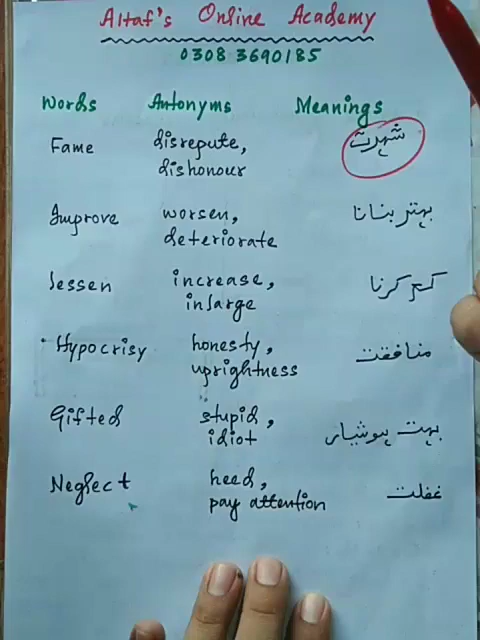 Altaf's Online Academy
0308 3690185
Words Antonyms Meanings
Fame disrepute, شہرت
dishonour
Improve worsen, بہتر بنانا
deteriorate
lessen increase, کم کرنا
inlarge
Hypocrisy honesty, منافقت
uprightness
Gifted stupid, بہت ہوشیار
idiot
Neglect heed, غفلت
pay attention